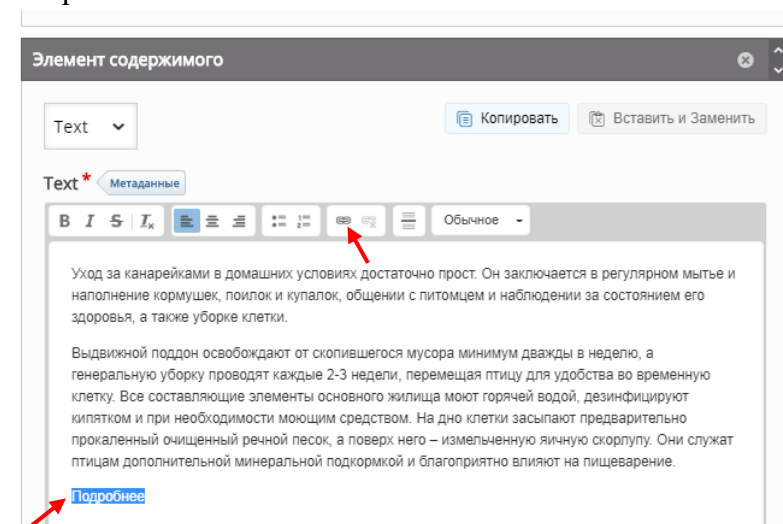 Элемент содержимого
Text
Копировать
Вставить и Заменить
Text * Метаданные
B I S Ix Обычное
Уход за канарейками в домашних условиях достаточно прост. Он заключается в регулярном мытье и
наполнение кормушек, поилок и купалок, общении с питомцем и наблюдении за состоянием его
здоровья, а также уборке клетки.
Выдвижной поддон освобождают от скопившегося мусора минимум дважды в неделю, а
генеральную уборку проводят каждые 2-3 недели, перемещая птицу для удобства во временную
клетку. Все составляющие элементы основного жилища моют горячей водой, дезинфицируют
кипятком и при необходимости моющим средством. На дно клетки засыпают предварительно
прокаленный очищенный речной песок, а поверх него – измельченную яичную скорлупу. Они служат
птицам дополнительной минеральной подкормкой и благоприятно влияют на пищеварение.
Подробнее